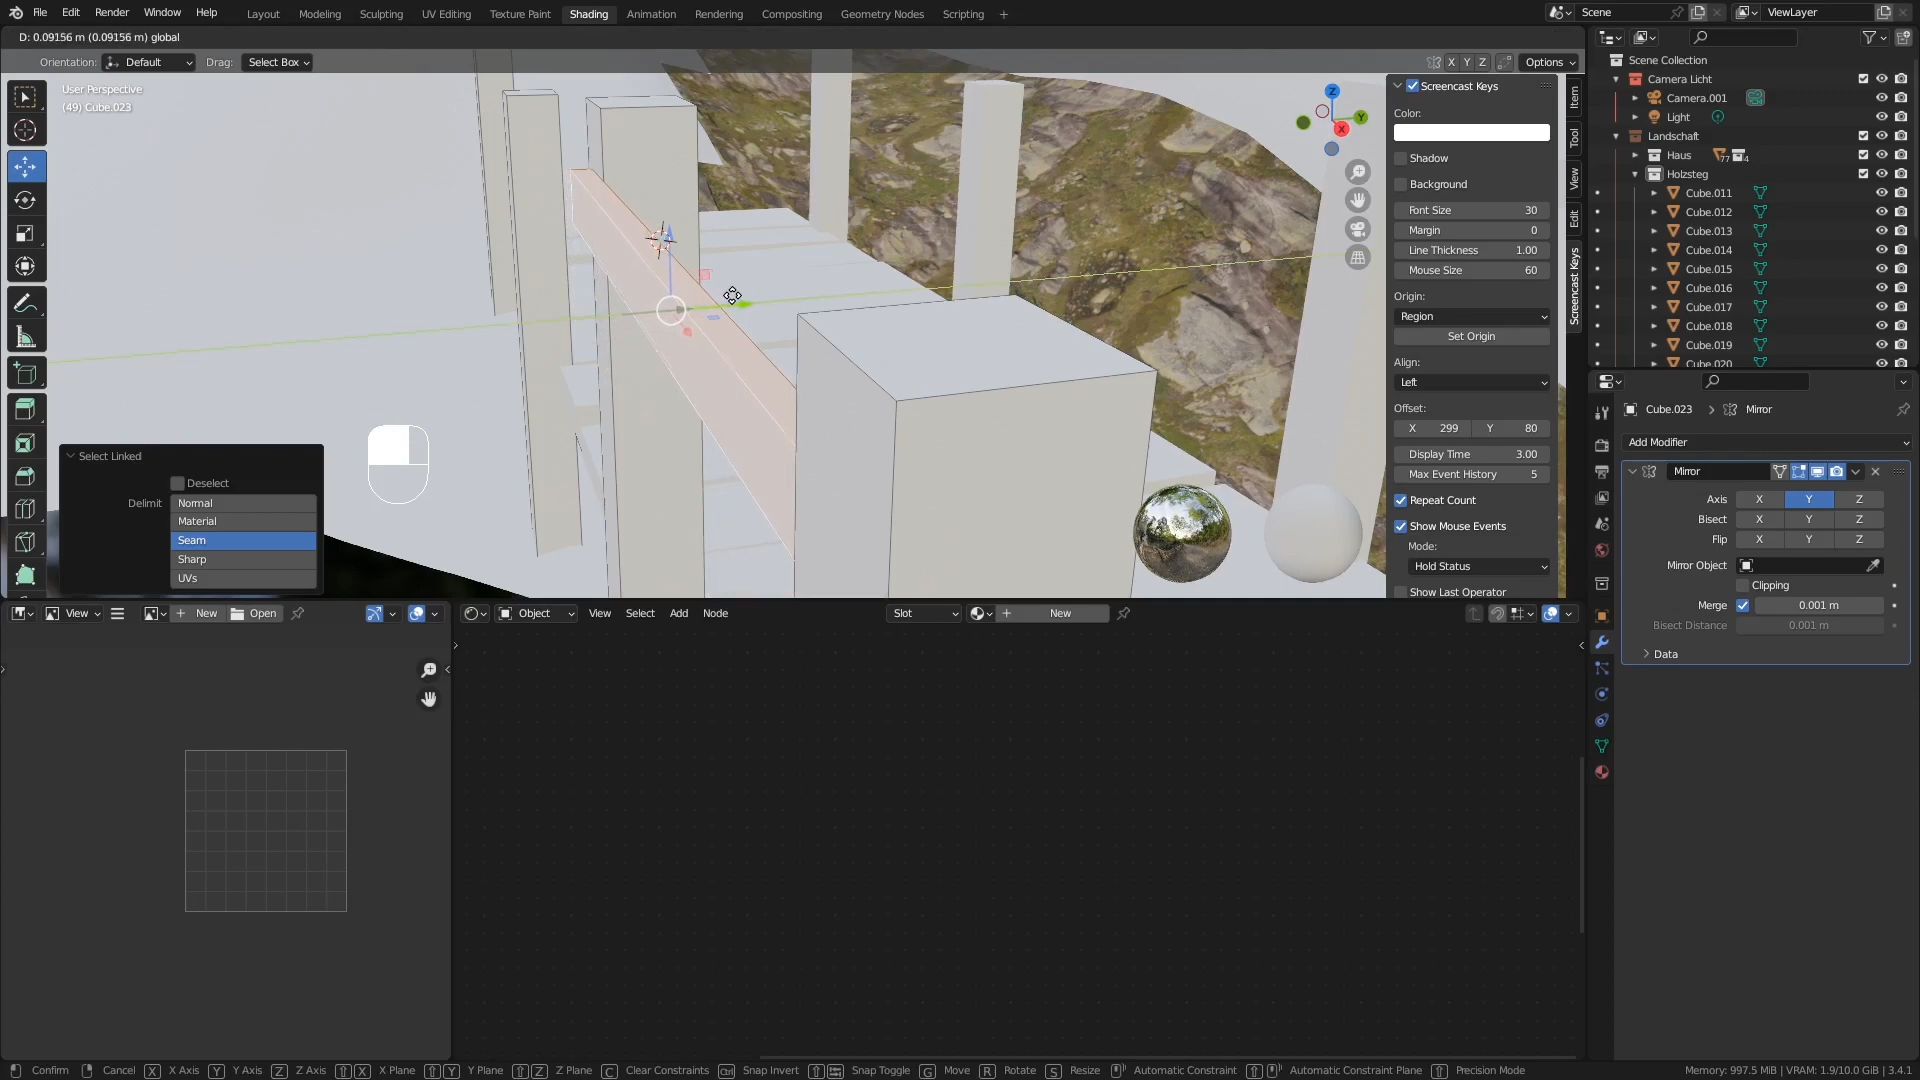 File Edit Render Window Help Layout Modeling Sculpting UV Editing Texture Paint Shading Animation Rendering Compositing Geometry Nodes Scripting + Scene ViewLayer
D: 0.09156 m (0.09156 m) global
Orientation: Default Drag: Select Box X Y Z Options
User Perspective
(49) Cube.023
Z
Y
X
Screencast Keys
Color:
Shadow
Background
Font Size 30
Margin 0
Line Thickness 1.00
Mouse Size 60
Origin:
Region
Set Origin
Align:
Left
Offset:
X 299 Y 80
Display Time 3.00
Max Event History 5
Repeat Count
Show Mouse Events
Mode:
Hold Status
Show Last Operator
Item
Tool
View
Edit
Screencast Keys
Select Linked
Deselect
Delimit Normal
Material
Seam
Sharp
UVs
View New Open
Object View Select Add Node Slot New
Scene Collection
Camera Licht
Camera.001
Light
Landschaft
Haus 77 4
Holzsteg
Cube.011
Cube.012
Cube.013
Cube.014
Cube.015
Cube.016
Cube.017
Cube.018
Cube.019
Cube.020
Cube.023 > Mirror
Add Modifier
Mirror
Axis X Y Z
Bisect X Y Z
Flip X Y Z
Mirror Object
Clipping
Merge 0.001 m
Bisect Distance 0.001 m
Data
Confirm Cancel X X Axis Y Y Axis Z Z Axis X X Plane Y Y Plane Z Z Plane C Clear Constraints Ctrl Snap Invert Snap Toggle G Move R Rotate S Resize Automatic Constraint Automatic Constraint Plane Precision Mode Memory: 997.5 MiB | VRAM: 1.9/10.0 GiB | 3.4.1